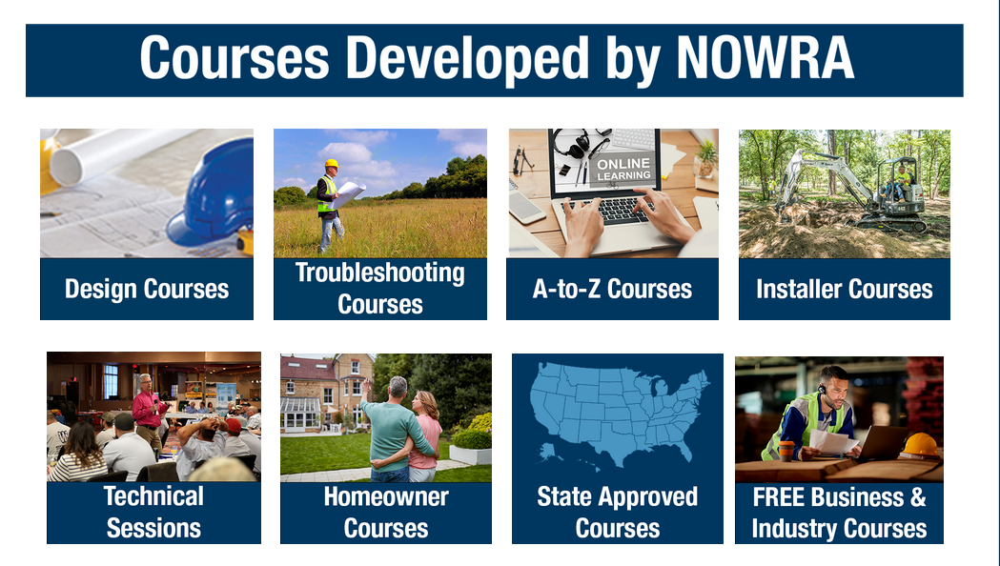 Courses Developed by NOWRA
ONLINE
LEARNING
Design Courses
Troubleshooting
Courses
A-to-Z Courses
Installer Courses
Technical
Sessions
Homeowner
Courses
State Approved
Courses
FREE Business &
Industry Courses